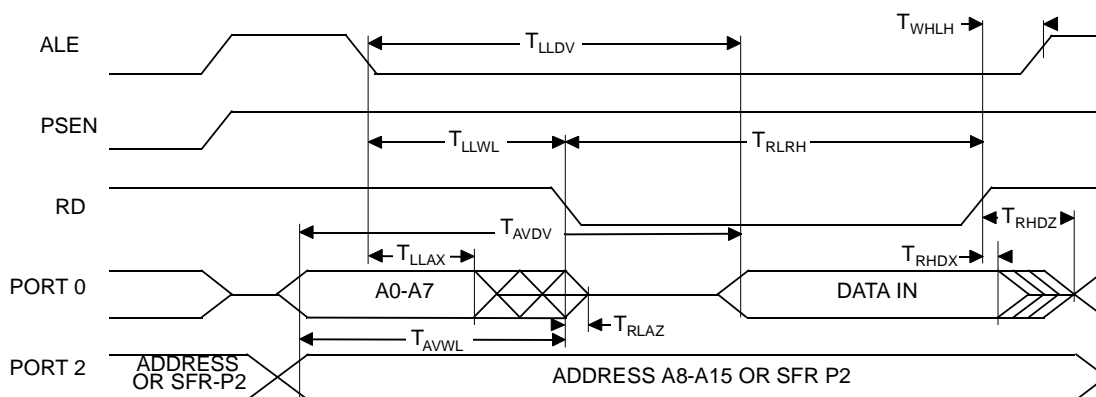 ALE
T_LLDV
T_WHLH
PSEN
T_LLWL
T_RLRH
RD
T_AVDV
T_RHDZ
T_LLAX
T_RHDX
PORT 0
A0-A7
DATA IN
T_RLAZ
T_AVWL
PORT 2
ADDRESS
OR SFR-P2
ADDRESS A8-A15 OR SFR P2